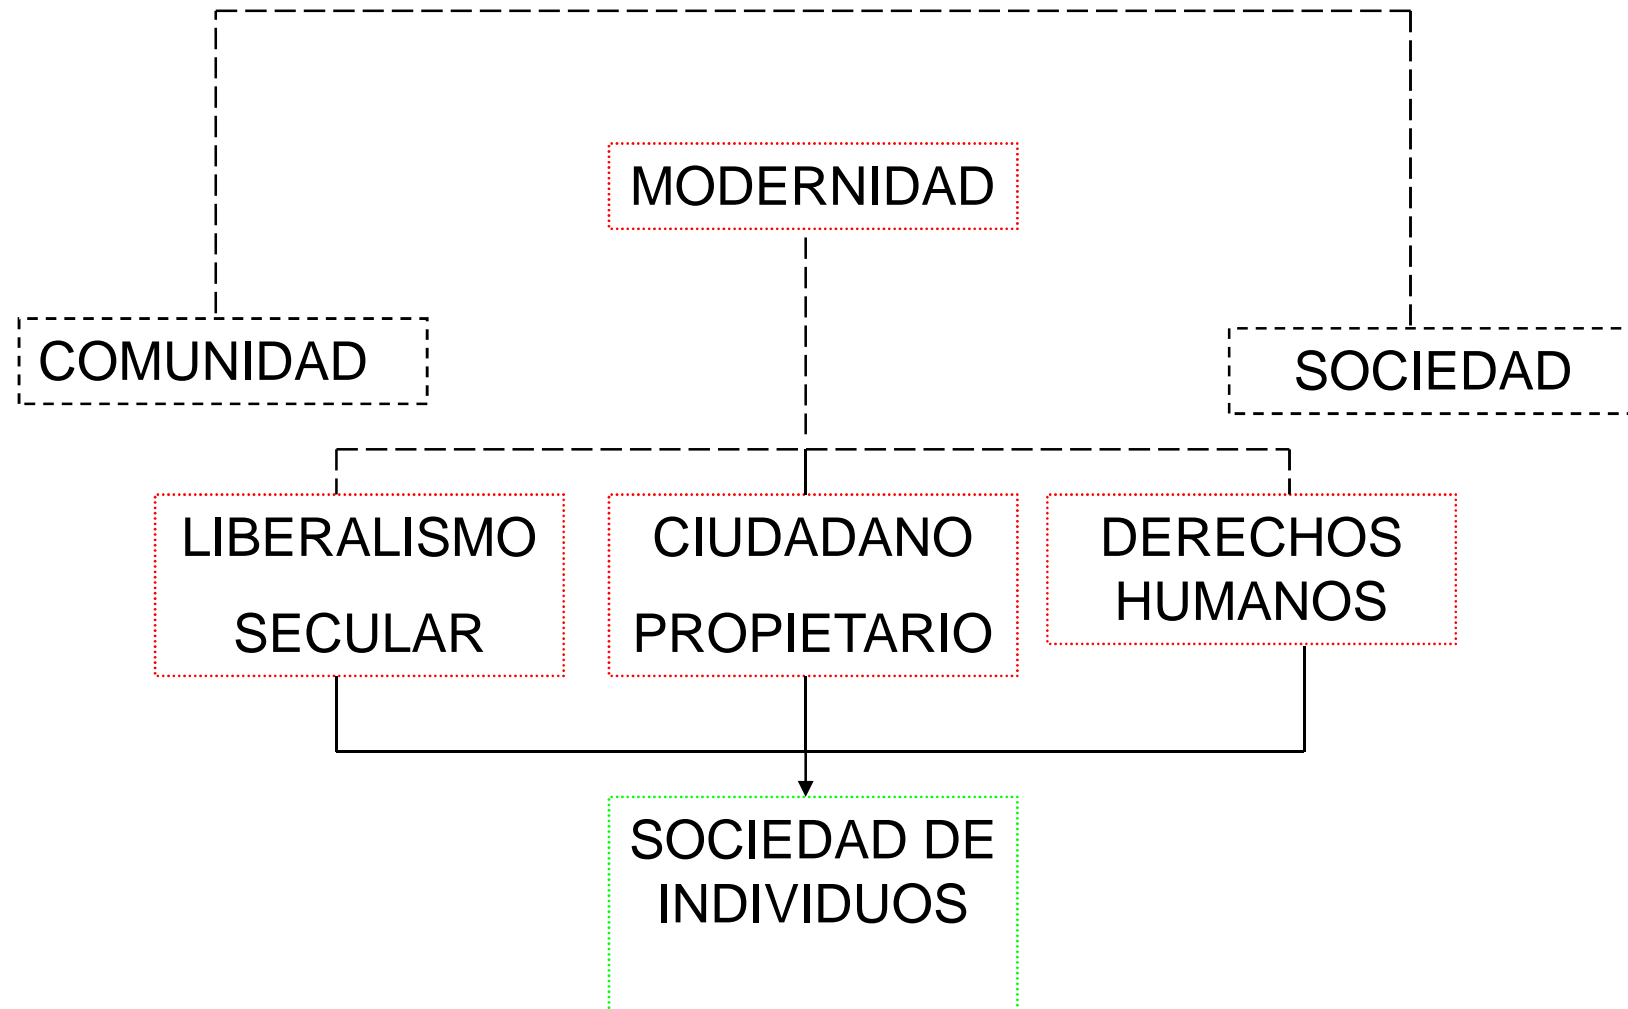 MODERNIDAD
COMUNIDAD
SOCIEDAD
LIBERALISMO
SECULAR
CIUDADANO
PROPIETARIO
DERECHOS
HUMANOS
SOCIEDAD DE
INDIVIDUOS